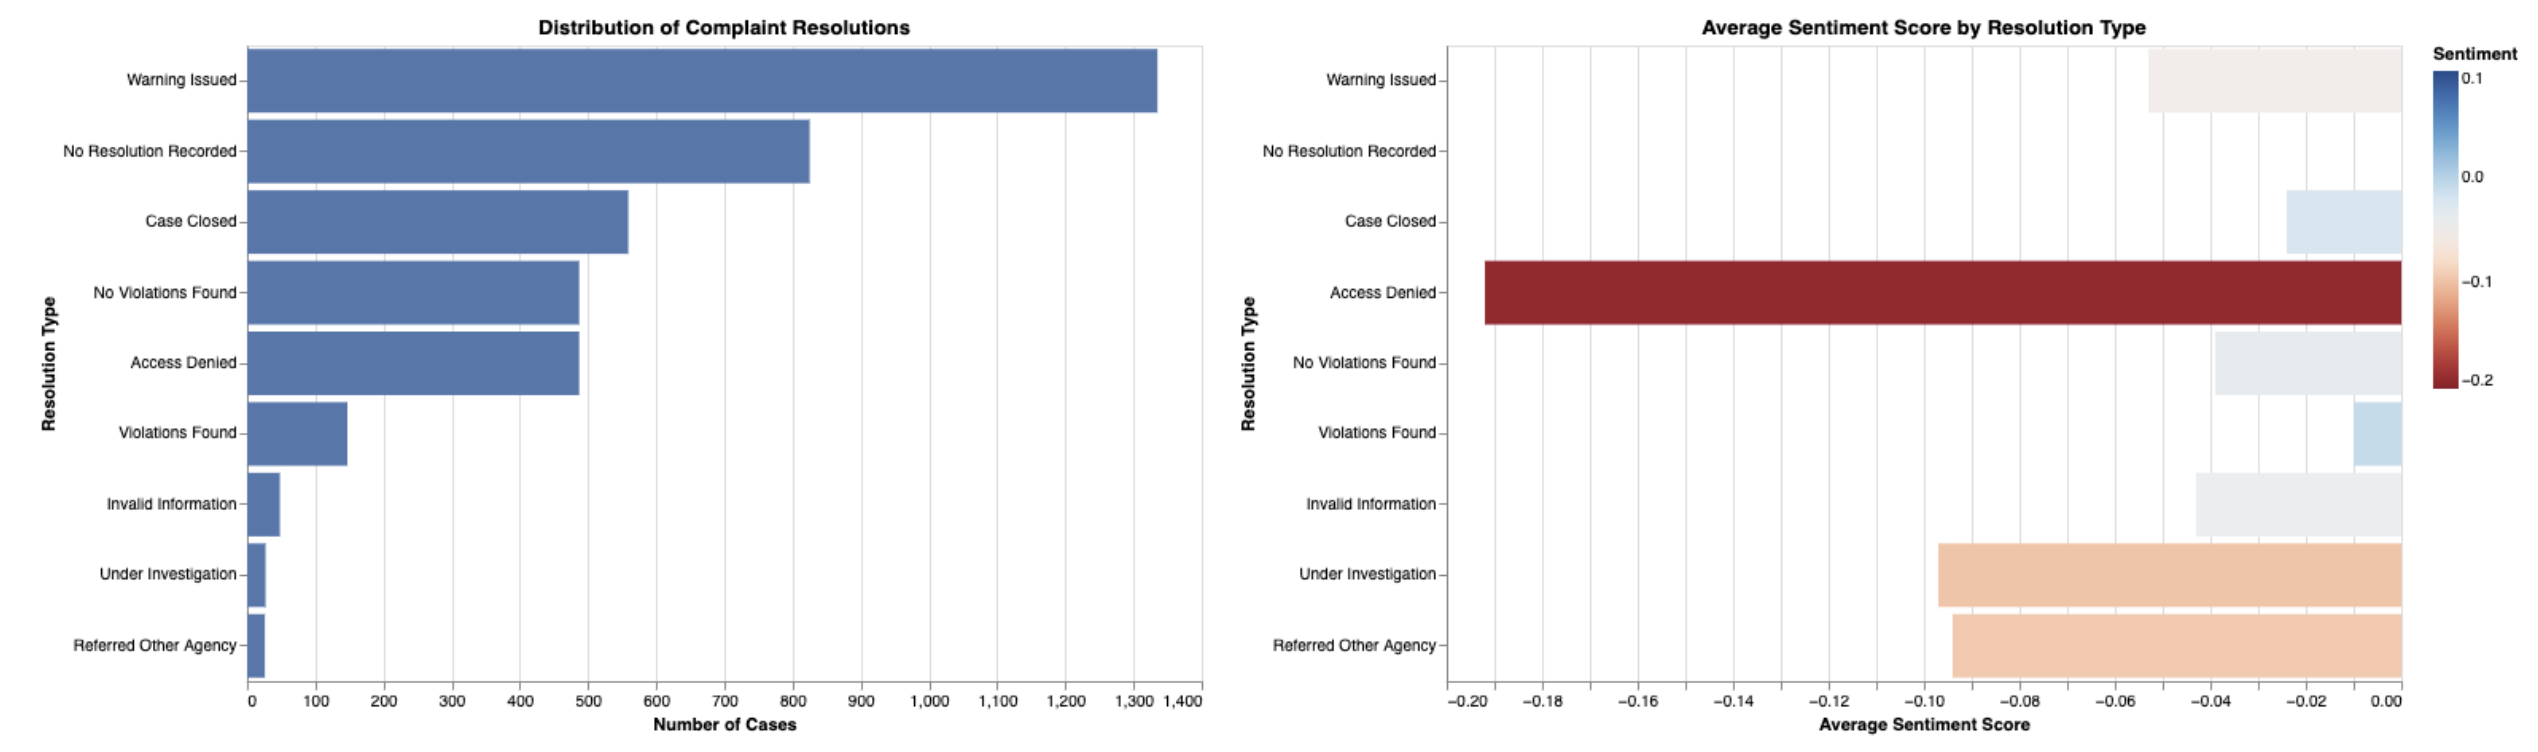 Distribution of Complaint Resolutions
Resolution Type
Warning Issued
No Resolution Recorded
Case Closed
No Violations Found
Access Denied
Violations Found
Invalid Information
Under Investigation
Referred Other Agency
0 100 200 300 400 500 600 700 800 900 1,000 1,100 1,200 1,300 1,400
Number of Cases
Average Sentiment Score by Resolution Type
Resolution Type
Warning Issued
No Resolution Recorded
Case Closed
Access Denied
No Violations Found
Violations Found
Invalid Information
Under Investigation
Referred Other Agency
−0.20 −0.18 −0.16 −0.14 −0.12 −0.10 −0.08 −0.06 −0.04 −0.02 0.00
Average Sentiment Score
Sentiment
0.1
0.0
−0.1
−0.2